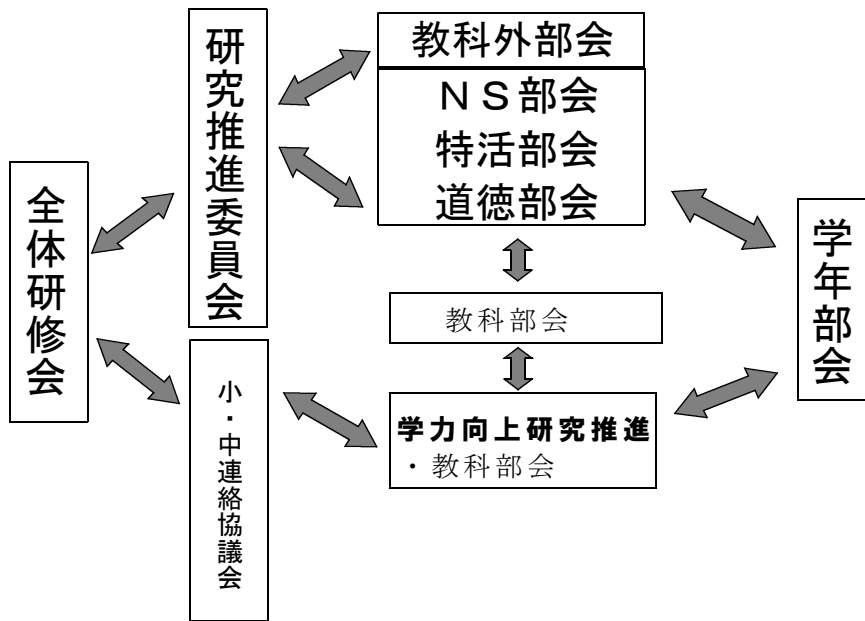 全体研修会
研究推進委員会
小・中連絡協議会
教科外部会
ＮＳ部会
特活部会
道徳部会
教科部会
学力向上研究推進
・教科部会
学年部会